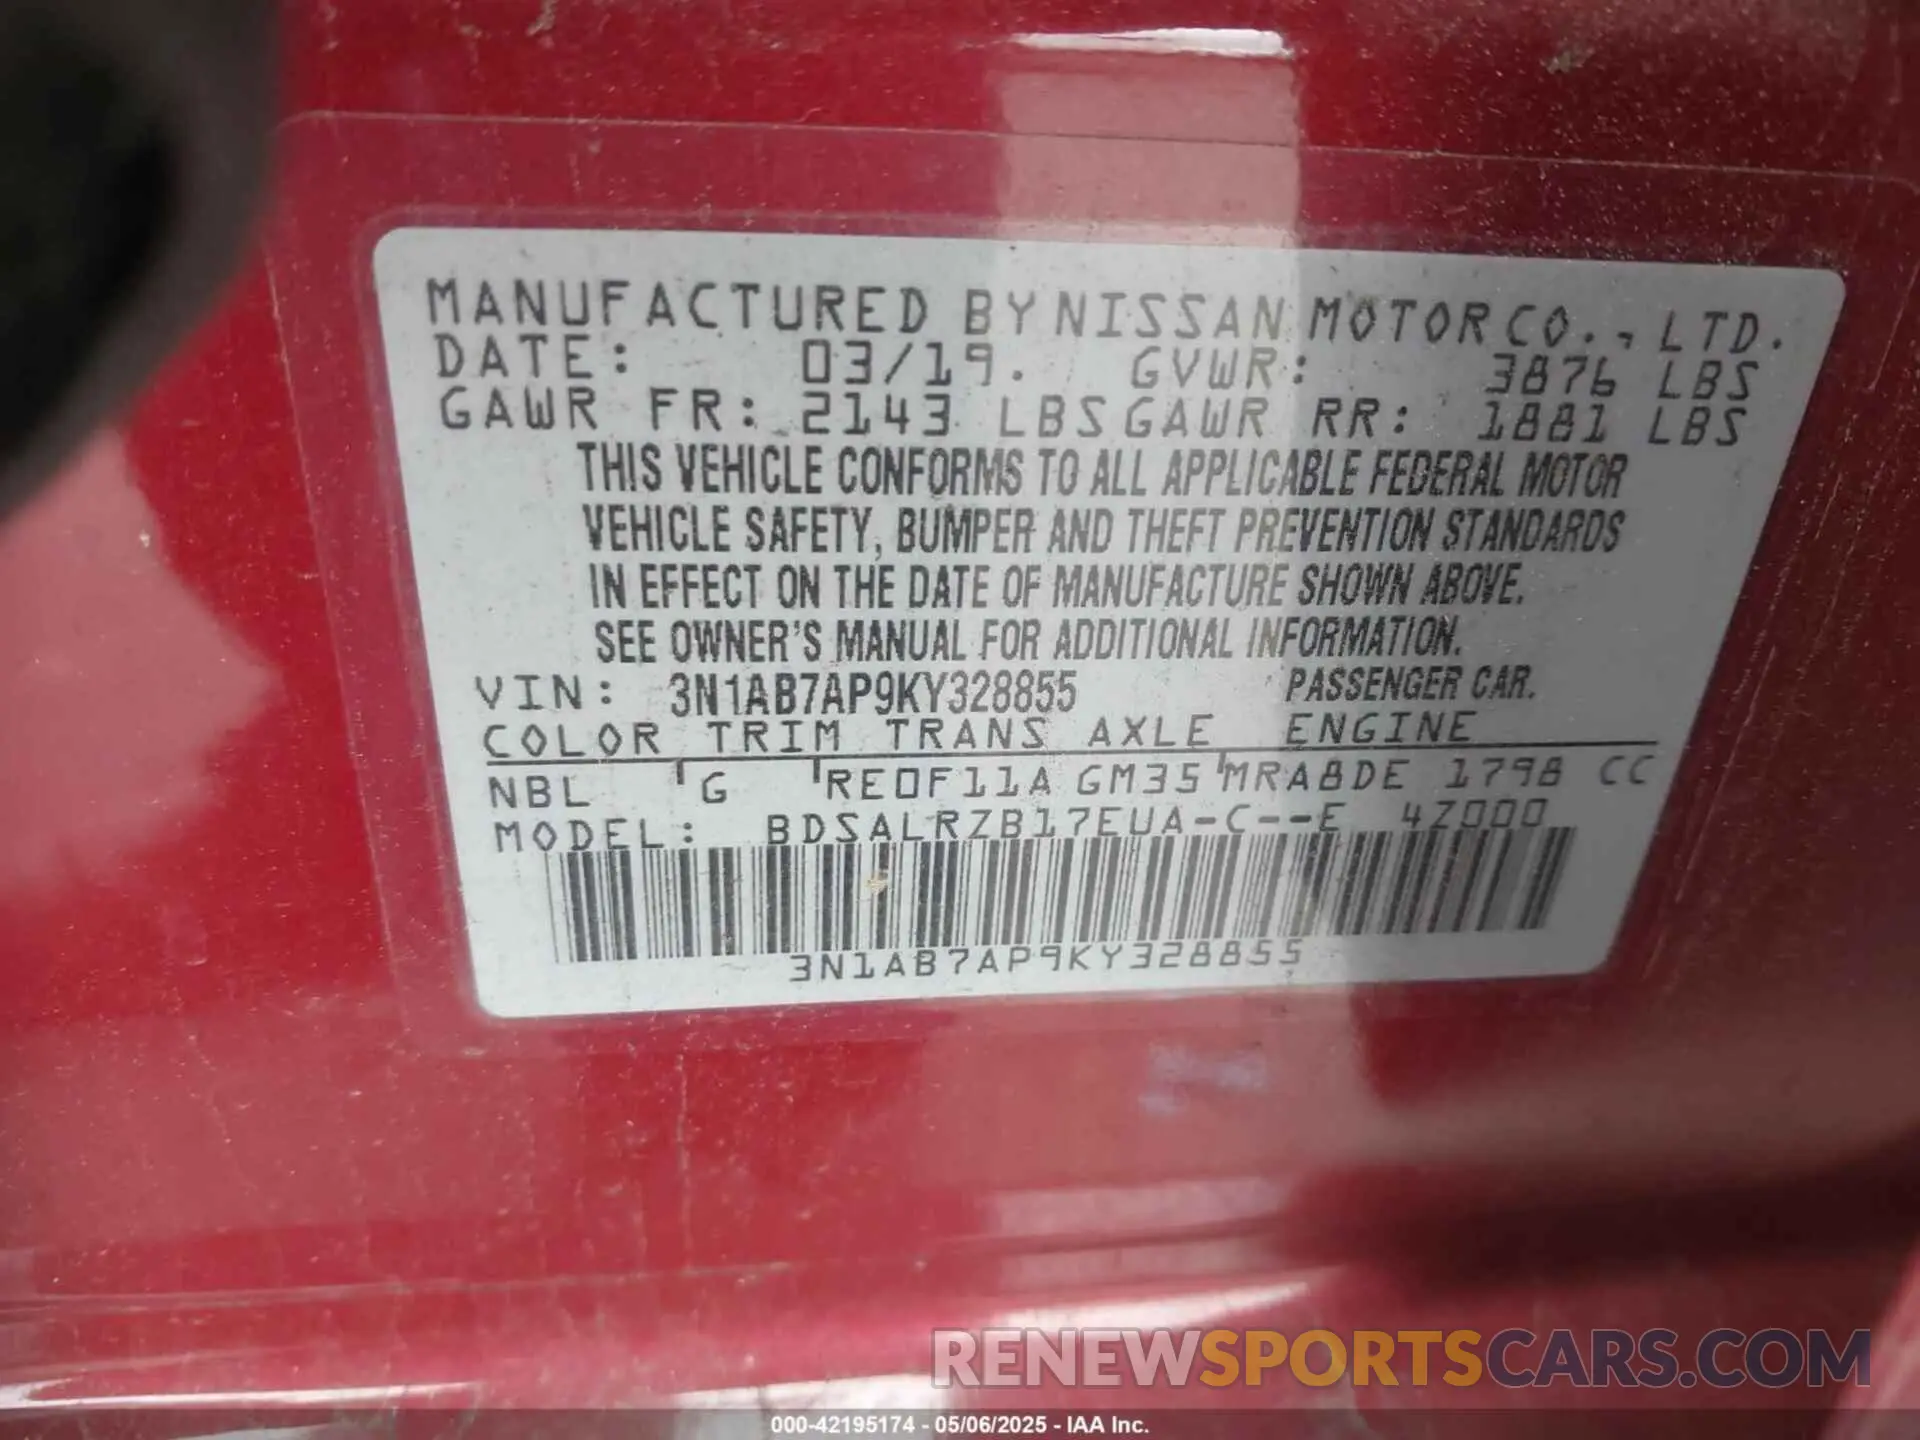 MANUFACTURED BY NISSAN MOTOR CO., LTD.
DATE: 03/19. GVWR: 3876 LBS
GAWR FR: 2143 LBS GAWR RR: 1881 LBS
THIS VEHICLE CONFORMS TO ALL APPLICABLE FEDERAL MOTOR
VEHICLE SAFETY, BUMPER AND THEFT PREVENTION STANDARDS
IN EFFECT ON THE DATE OF MANUFACTURE SHOWN ABOVE.
SEE OWNER'S MANUAL FOR ADDITIONAL INFORMATION.
VIN: 3N1AB7AP9KY328855 PASSENGER CAR.
COLOR TRIM TRANS AXLE ENGINE
NBL G RE0F11A GM35 MRA8DE 1798 CC
MODEL: BDSALRZB17EUA-C--E 4Z000
3N1AB7AP9KY328855
RENEWSPORTSCARS.COM
000-42195174 - 05/06/2025 - IAA Inc.